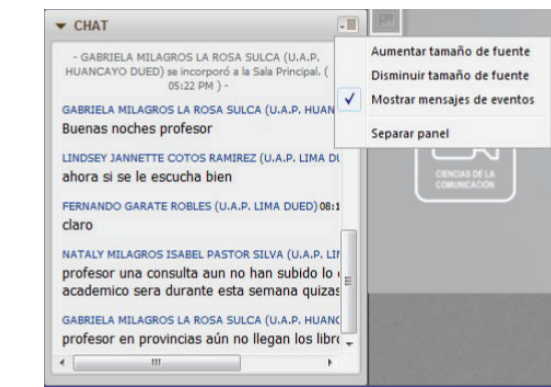 CHAT
- GABRIELA MILAGROS LA ROSA SULCA (U.A.P.
HUANCAYO DUED) se incorporó a la Sala Principal. (
05:22 PM ) -
GABRIELA MILAGROS LA ROSA SULCA (U.A.P. HUAN
Buenas noches profesor
LINDSEY JANNETTE COTOS RAMIREZ (U.A.P. LIMA DU
ahora si se le escucha bien
FERNANDO GARATE ROBLES (U.A.P. LIMA DUED) 08:1
claro
NATALY MILAGROS ISABEL PASTOR SILVA (U.A.P. LIM
profesor una consulta aun no han subido lo
academico sera durante esta semana quizas
GABRIELA MILAGROS LA ROSA SULCA (U.A.P. HUANC
profesor en provincias aún no llegan los libro
Aumentar tamaño de fuente
Disminuir tamaño de fuente
Mostrar mensajes de eventos
Separar panel
CIENCIAS DE LA
COMUNICACIÓN